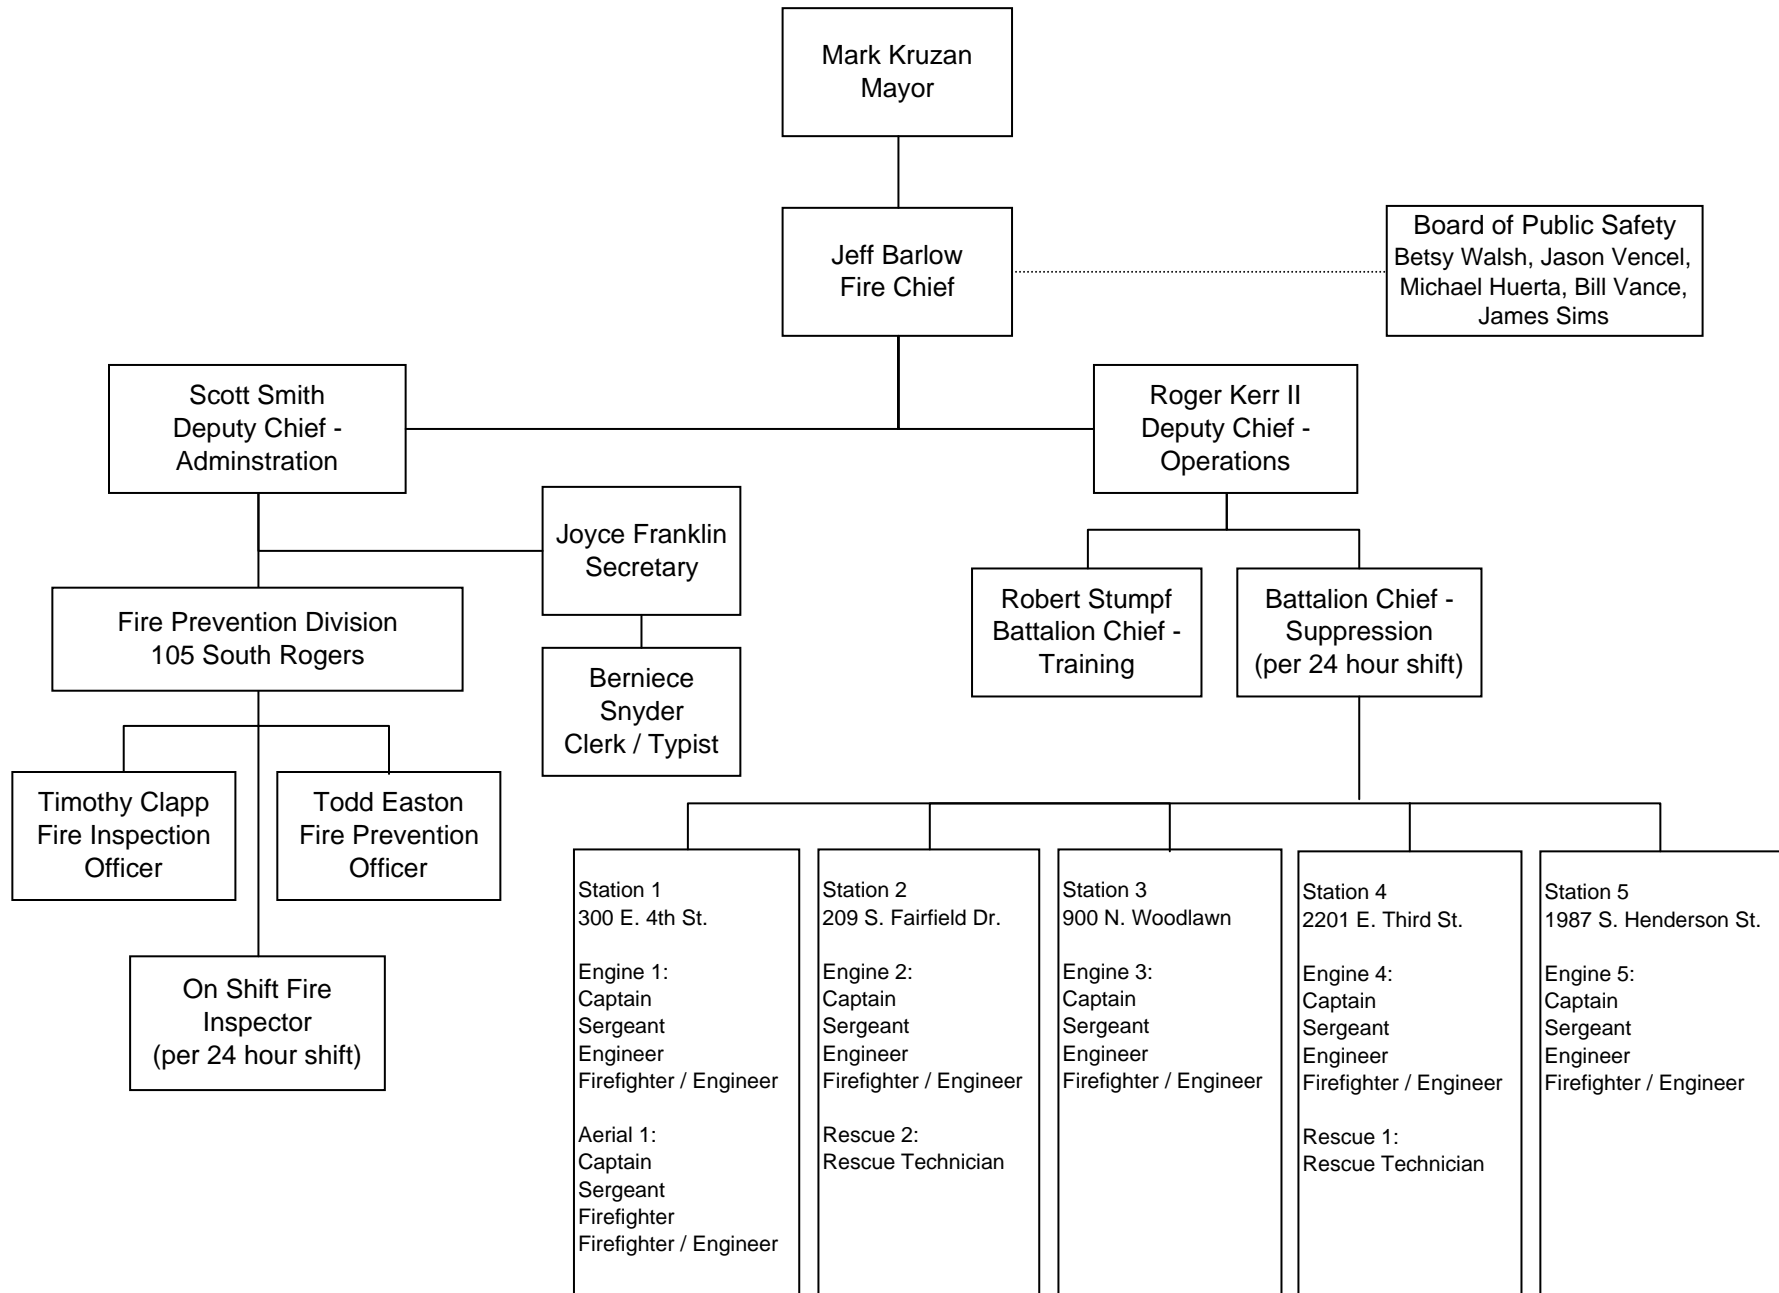 Mark Kruzan
Mayor
Jeff Barlow
Fire Chief
Board of Public Safety
Betsy Walsh, Jason Vencel,
Michael Huerta, Bill Vance,
James Sims
Scott Smith
Deputy Chief -
Adminstration
Roger Kerr II
Deputy Chief -
Operations
Joyce Franklin
Secretary
Berniece
Snyder
Clerk / Typist
Fire Prevention Division
105 South Rogers
Timothy Clapp
Fire Inspection
Officer
Todd Easton
Fire Prevention
Officer
On Shift Fire
Inspector
(per 24 hour shift)
Robert Stumpf
Battalion Chief -
Training
Battalion Chief -
Suppression
(per 24 hour shift)
Station 1
300 E. 4th St.
Engine 1:
Captain
Sergeant
Engineer
Firefighter / Engineer
Aerial 1:
Captain
Sergeant
Firefighter
Firefighter / Engineer
Station 2
209 S. Fairfield Dr.
Engine 2:
Captain
Sergeant
Engineer
Firefighter / Engineer
Rescue 2:
Rescue Technician
Station 3
900 N. Woodlawn
Engine 3:
Captain
Sergeant
Engineer
Firefighter / Engineer
Station 4
2201 E. Third St.
Engine 4:
Captain
Sergeant
Engineer
Firefighter / Engineer
Rescue 1:
Rescue Technician
Station 5
1987 S. Henderson St.
Engine 5:
Captain
Sergeant
Engineer
Firefighter / Engineer